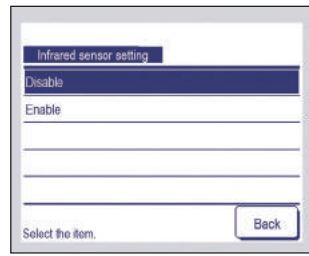 Infrared sensor setting
Disable
Enable
Select the item.
Back